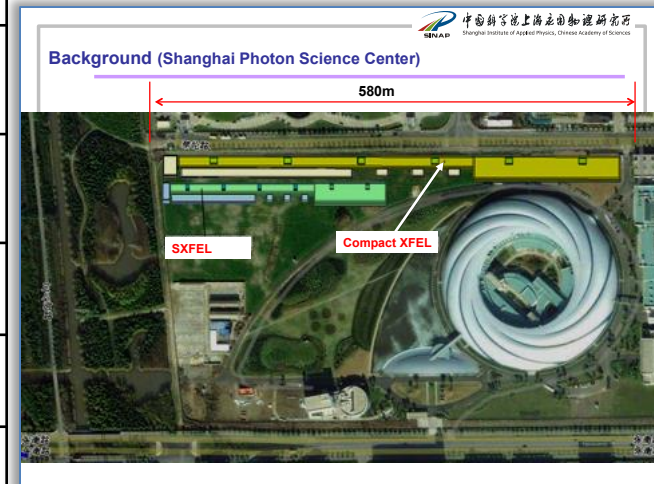 中国科学院上海应用物理研究所
SINAP
Shanghai Institute of Applied Physics, Chinese Academy of Sciences
Background (Shanghai Photon Science Center)
580m
SXFEL
Compact XFEL